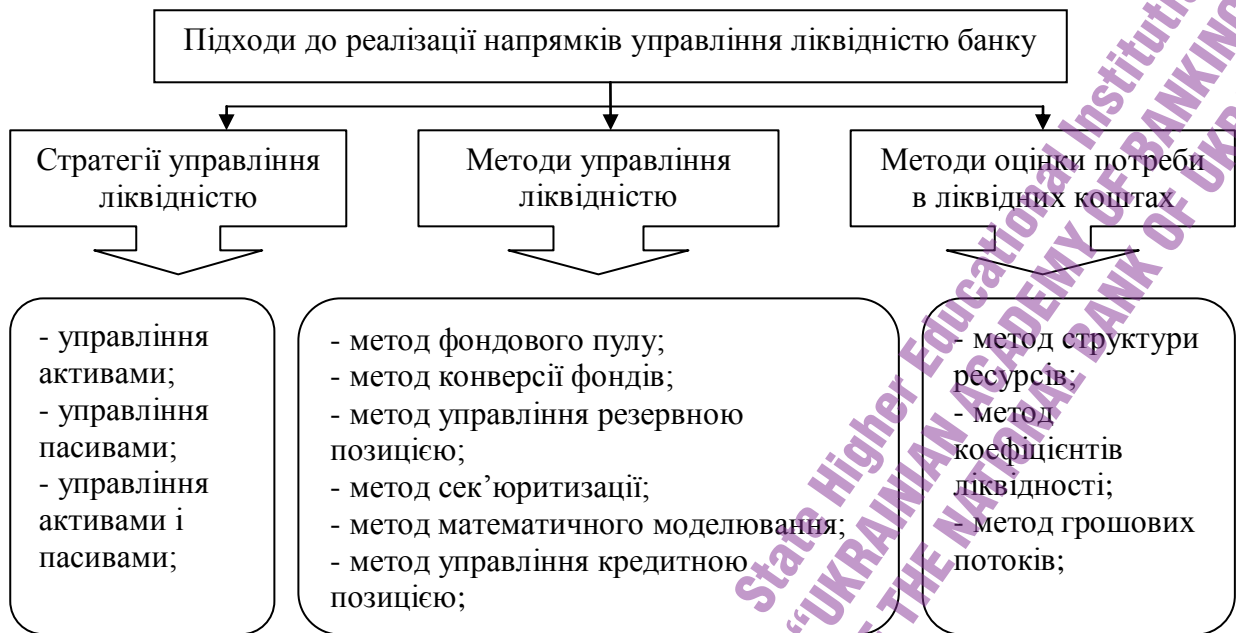 Підходи до реалізації напрямків управління ліквідністю банку
Стратегії управління
ліквідністю
Методи управління
ліквідністю
Методи оцінки потреби
в ліквідних коштах
- управління
активами;
- управління
пасивами;
- управління
активами і
пасивами;
- метод фондового пулу;
- метод конверсії фондів;
- метод управління резервною
позицією;
- метод сек’юритизації;
- метод математичного моделювання;
- метод управління кредитною
позицією;
- метод структури
ресурсів;
- метод
коефіцієнтів
ліквідності;
- метод грошових
потоків;
State Higher Educational
“UKRAINIAN ACADEMY OF BANKING
THE NATIONAL BANK OF